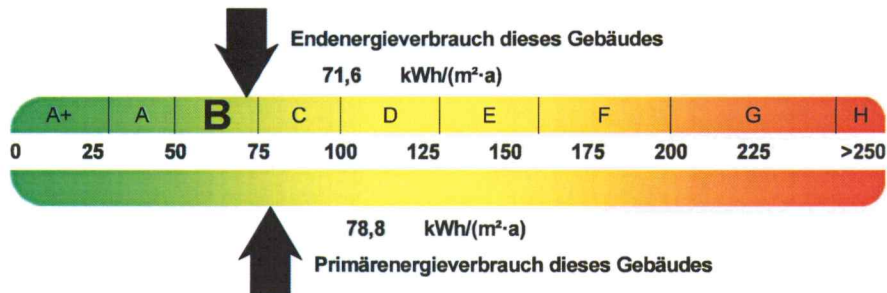 Endenergieverbrauch dieses Gebäudes
71,6 kWh/(m²·a)
A+ A B C D E F G H
0 25 50 75 100 125 150 175 200 225 >250
78,8 kWh/(m²·a)
Primärenergieverbrauch dieses Gebäudes